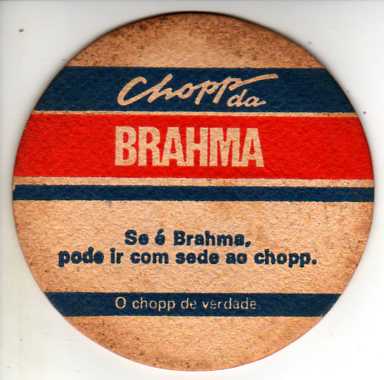 Chopp da
BRAHMA
Se é Brahma,
pode ir com sede ao chopp.
O chopp de verdade.